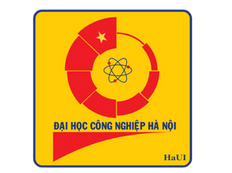 ĐẠI HỌC CÔNG NGHIỆP HÀ NỘI
HaUI